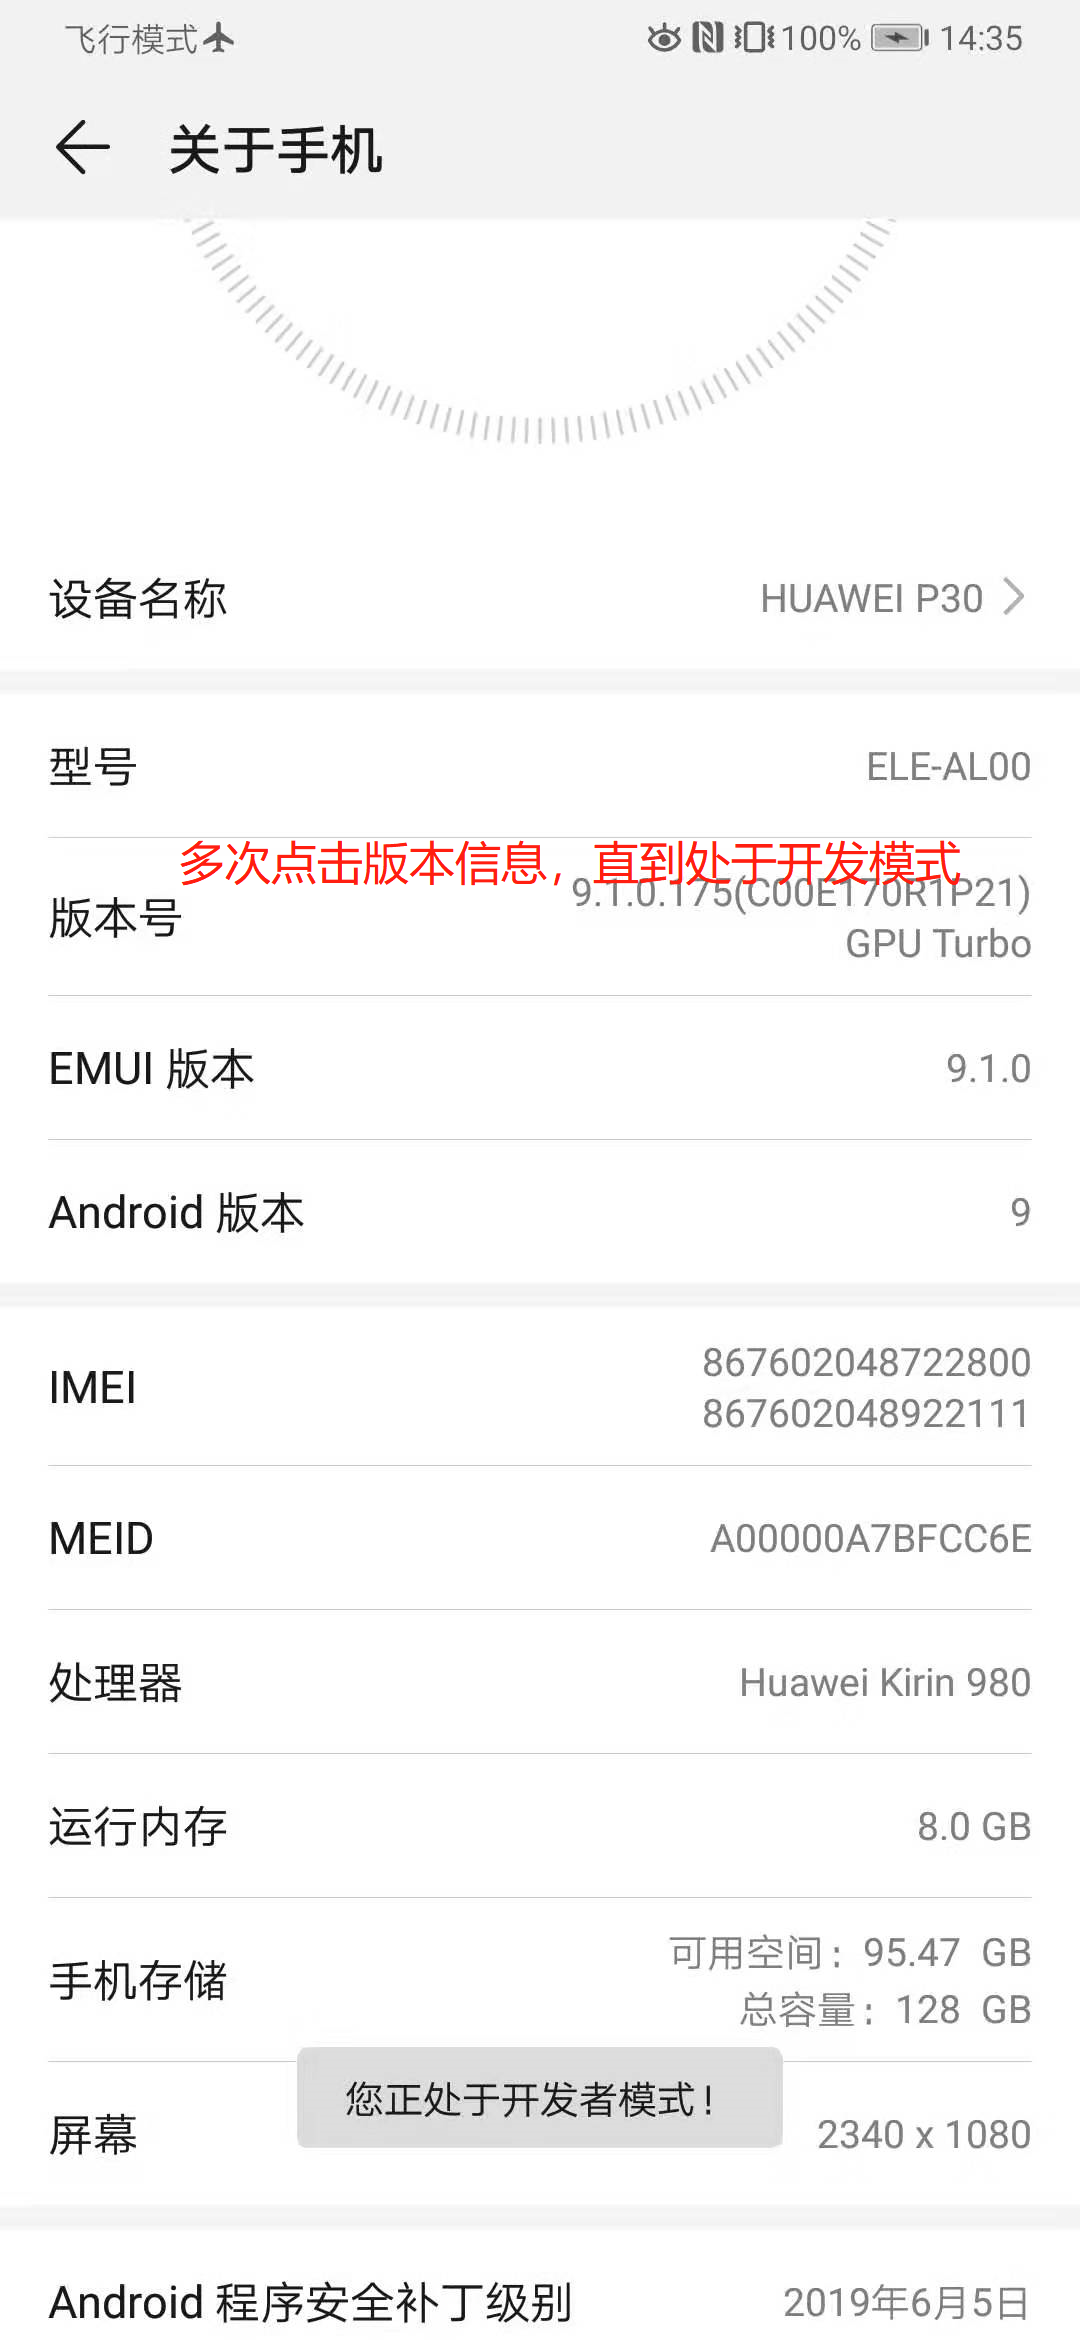 飞行模式 100% 14:35
关于手机
设备名称 HUAWEI P30
型号 ELE-AL00
多次点击版本信息，直到处于开发模式
版本号 9.1.0.175(C00E170R1P21)
GPU Turbo
EMUI 版本 9.1.0
Android 版本 9
IMEI 867602048722800
867602048922111
MEID A00000A7BFCC6E
处理器 Huawei Kirin 980
运行内存 8.0 GB
手机存储 可用空间：95.47 GB
总容量：128 GB
您正处于开发者模式！
屏幕 2340 x 1080
Android 程序安全补丁级别 2019年6月5日